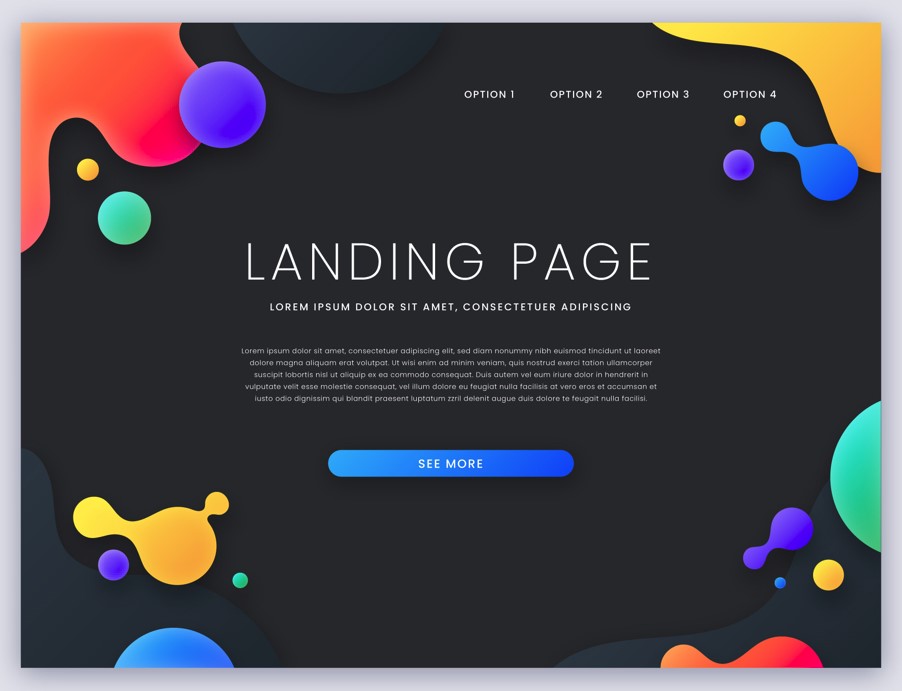 OPTION 1 OPTION 2 OPTION 3 OPTION 4
LANDING PAGE
LOREM IPSUM DOLOR SIT AMET, CONSECTETUER ADIPISCING
Lorem ipsum dolor sit amet, consectetuer adipiscing elit, sed diam nonummy nibh euismod tincidunt ut laoreet
dolore magna aliquam erat volutpat. Ut wisi enim ad minim veniam, quis nostrud exerci tation ullamcorper
suscipit lobortis nisl ut aliquip ex ea commodo consequat. Duis autem vel eum iriure dolor in hendrerit in
vulputate velit esse molestie consequat, vel illum dolore eu feugiat nulla facilisis at vero eros et accumsan et
iusto odio dignissim qui blandit praesent luptatum zzril delenit augue duis dolore te feugait nulla facilisi.
SEE MORE